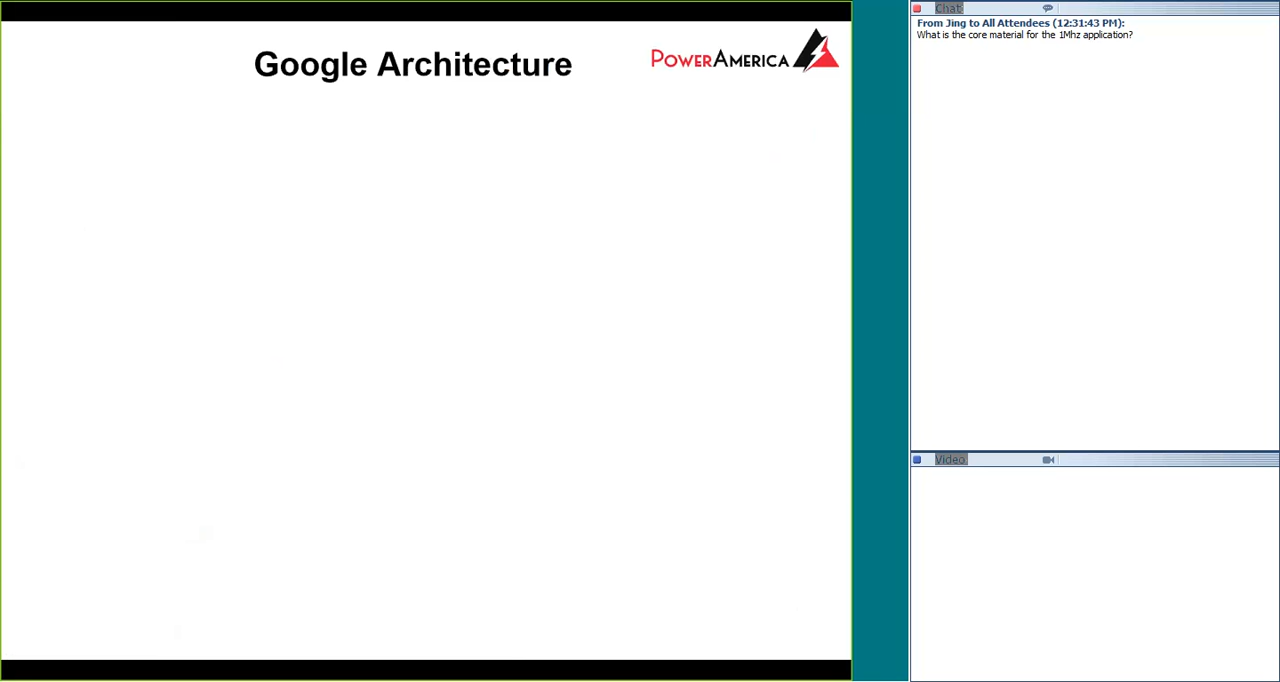 Google Architecture
POWERAMERICA
Chat
From Jing to All Attendees (12:31:43 PM):
What is the core material for the 1Mhz application?
Video